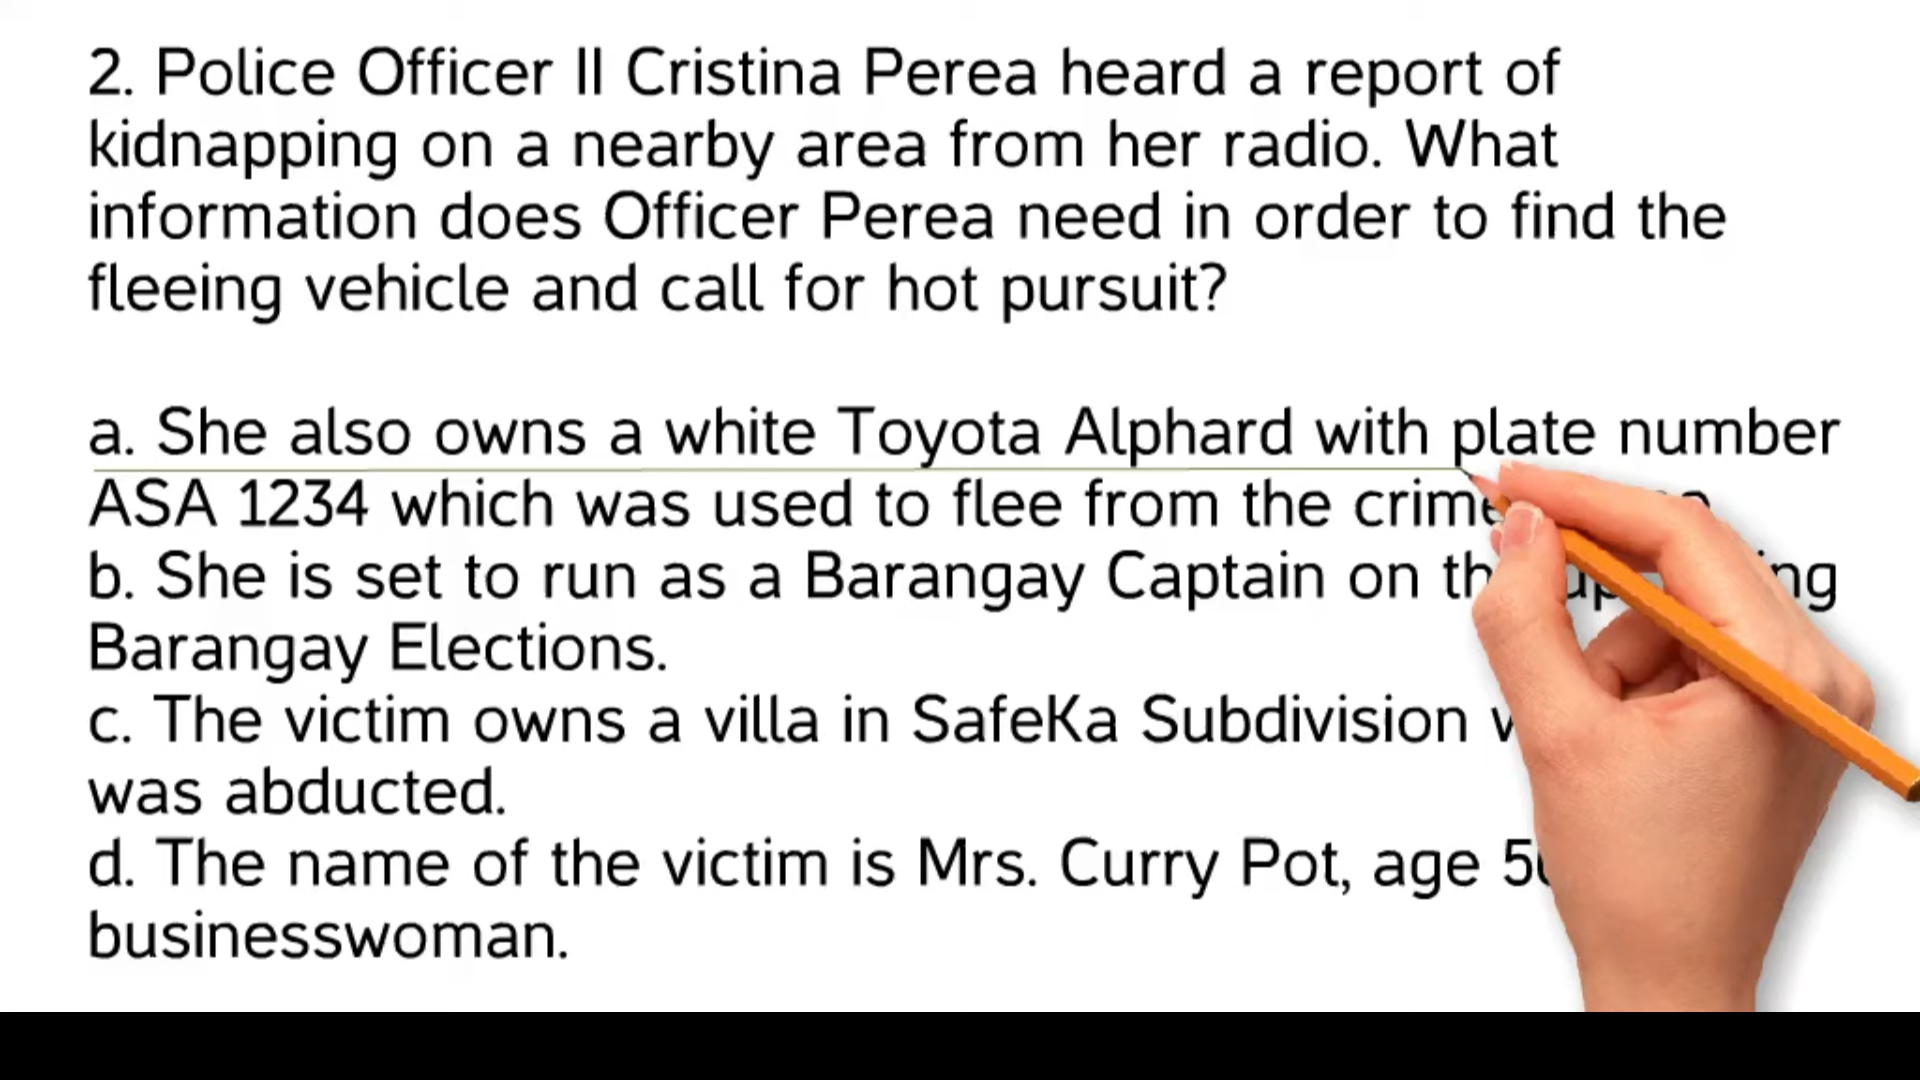 2. Police Officer II Cristina Perea heard a report of
kidnapping on a nearby area from her radio. What
information does Officer Perea need in order to find the
fleeing vehicle and call for hot pursuit?
a. She also owns a white Toyota Alphard with plate number
ASA 1234 which was used to flee from the crime
b. She is set to run as a Barangay Captain on
Barangay Elections.
c. The victim owns a villa in SafeKa Subdivision
was abducted.
d. The name of the victim is Mrs. Curry Pot, age
businesswoman.